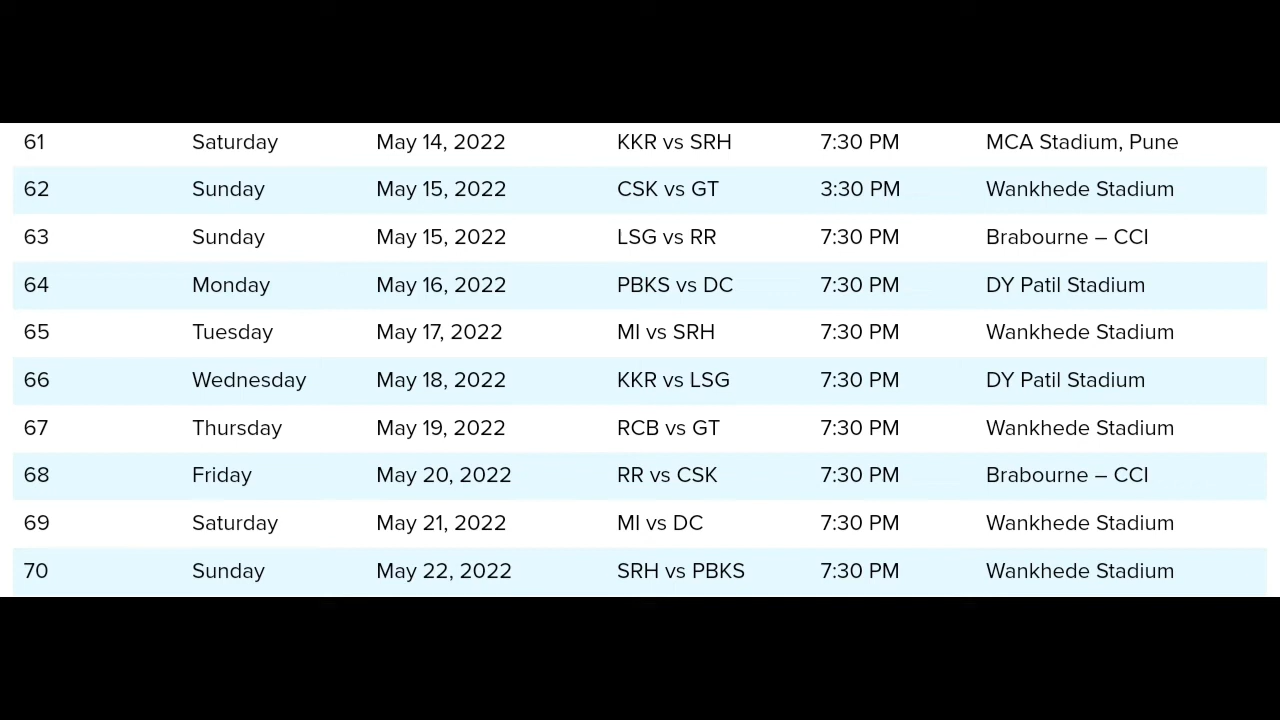 61 Saturday May 14, 2022 KKR vs SRH 7:30 PM MCA Stadium, Pune
62 Sunday May 15, 2022 CSK vs GT 3:30 PM Wankhede Stadium
63 Sunday May 15, 2022 LSG vs RR 7:30 PM Brabourne – CCI
64 Monday May 16, 2022 PBKS vs DC 7:30 PM DY Patil Stadium
65 Tuesday May 17, 2022 MI vs SRH 7:30 PM Wankhede Stadium
66 Wednesday May 18, 2022 KKR vs LSG 7:30 PM DY Patil Stadium
67 Thursday May 19, 2022 RCB vs GT 7:30 PM Wankhede Stadium
68 Friday May 20, 2022 RR vs CSK 7:30 PM Brabourne – CCI
69 Saturday May 21, 2022 MI vs DC 7:30 PM Wankhede Stadium
70 Sunday May 22, 2022 SRH vs PBKS 7:30 PM Wankhede Stadium